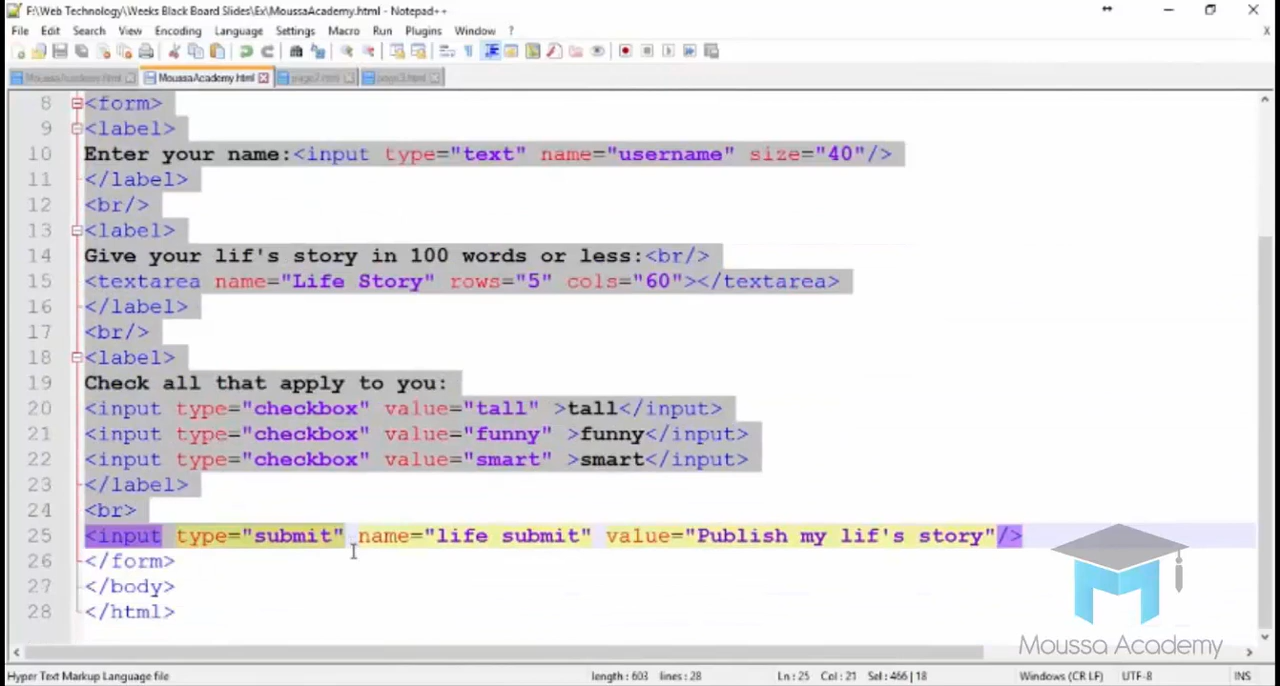 F:\Web Technology\Weeks Black Board Slides\Ex\MoussaAcademy.html - Notepad++
File Edit Search View Encoding Language Settings Macro Run Plugins Window ?
MoussaAcademy.html MoussaAcademy.html page2.html page3.html
8 <form>
9 <label>
10 Enter your name:<input type="text" name="username" size="40"/>
11 </label>
12 <br/>
13 <label>
14 Give your lif's story in 100 words or less:<br/>
15 <textarea name="Life Story" rows="5" cols="60"></textarea>
16 </label>
17 <br/>
18 <label>
19 Check all that apply to you:
20 <input type="checkbox" value="tall" >tall</input>
21 <input type="checkbox" value="funny" >funny</input>
22 <input type="checkbox" value="smart" >smart</input>
23 </label>
24 <br>
25 <input type="submit" name="life submit" value="Publish my lif's story"/>
26 </form>
27 </body>
28 </html>
Moussa Academy
Hyper Text Markup Language file length : 603 lines : 28 Ln : 25 Col : 21 Sel : 466 | 18 Windows (CR LF) UTF-8 INS